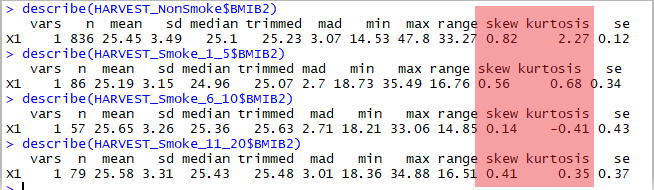 > describe(HARVEST_NonSmoke$BMIB2)
vars n mean sd median trimmed mad min max range skew kurtosis se
X1 1 836 25.45 3.49 25.1 25.23 3.07 14.53 47.8 33.27 0.82 2.27 0.12
> describe(HARVEST_Smoke_1_5$BMIB2)
vars n mean sd median trimmed mad min max range skew kurtosis se
X1 1 86 25.19 3.15 24.96 25.07 2.7 18.73 35.49 16.76 0.56 0.68 0.34
> describe(HARVEST_Smoke_6_10$BMIB2)
vars n mean sd median trimmed mad min max range skew kurtosis se
X1 1 57 25.65 3.26 25.36 25.63 2.71 18.21 33.06 14.85 0.14 -0.41 0.43
> describe(HARVEST_Smoke_11_20$BMIB2)
vars n mean sd median trimmed mad min max range skew kurtosis se
X1 1 79 25.58 3.31 25.43 25.48 3.01 18.36 34.88 16.51 0.41 0.35 0.37
>